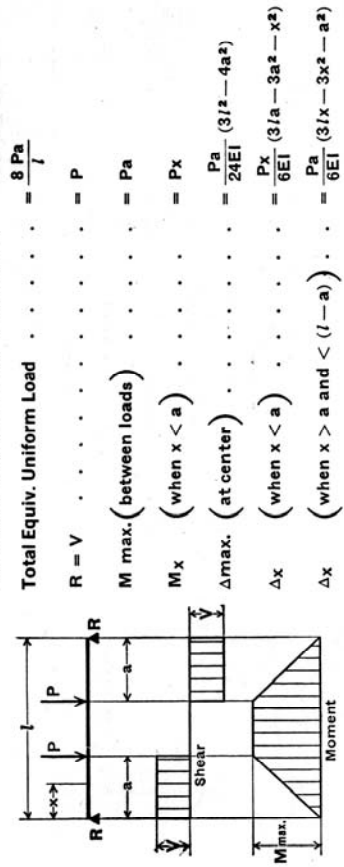 l
x
P
P
R
R
a
a
V
Shear
V
M max.
Moment
Total Equiv. Uniform Load . . . . . = 8 Pa / l
R = V . . . . . . . . . . = P
M max. ( between loads ) . . . . . . = Pa
Mx ( when x < a ) . . . . . . = Px
Δmax. ( at center ) . . . . . . = Pa / 24EI (3l² — 4a²)
Δx ( when x < a ) . . . . . . = Px / 6EI (3la — 3a² — x²)
Δx ( when x > a and < (l — a) ) . . = Pa / 6EI (3lx — 3x² — a²)